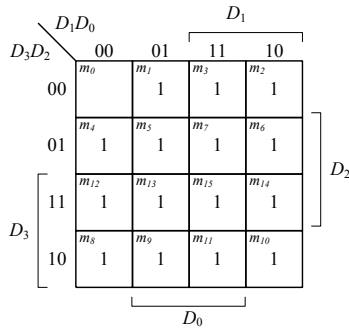 D₁D₀
D₁
D₃D₂
00 01 11 10
m₀ m₁ m₃ m₂
00 1 1 1
m₄ m₅ m₇ m₆
01 1 1 1 1
D₂
m₁₂ m₁₃ m₁₅ m₁₄
11 1 1 1 1
D₃
m₈ m₉ m₁₁ m₁₀
10 1 1 1 1
D₀